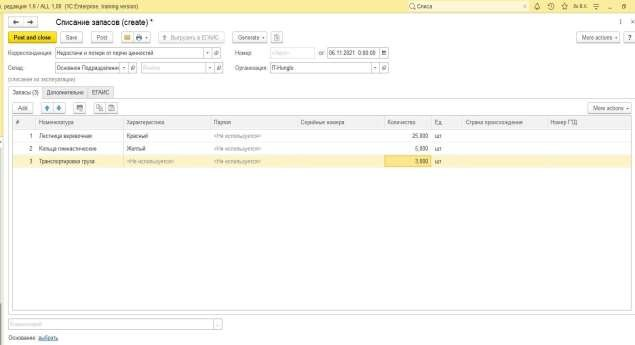 , редакция 1.6 / ALL, 1.00 (1C:Enterprise, training version)
Списа
Списание запасов (create) *
Post and close Save Post Выгрузить в ЕГАИС Generate More actions ?
Корреспонденция: Недостачи и потери от порчи ценностей Номер: от: 06.11.2021 0:00:00
Склад: Основное Подразделение Организация: IT-Hunglo
(списание из эксплуатации)
Запасы (3) Дополнительно ЕГАИС
Add More actions
# Номенклатура Характеристика Партия Серийные номера Количество Ед. Страна происхождения Номер ГТД
1 Лестница веревочная Красный <Не используется> 25,000 шт
2 Кольца гимнастические Желтый <Не используется> 5,000 шт
3 Транспортировка груза <Не используется> <Не используется> 3,000 шт
Комментарий
Основание: выбрать